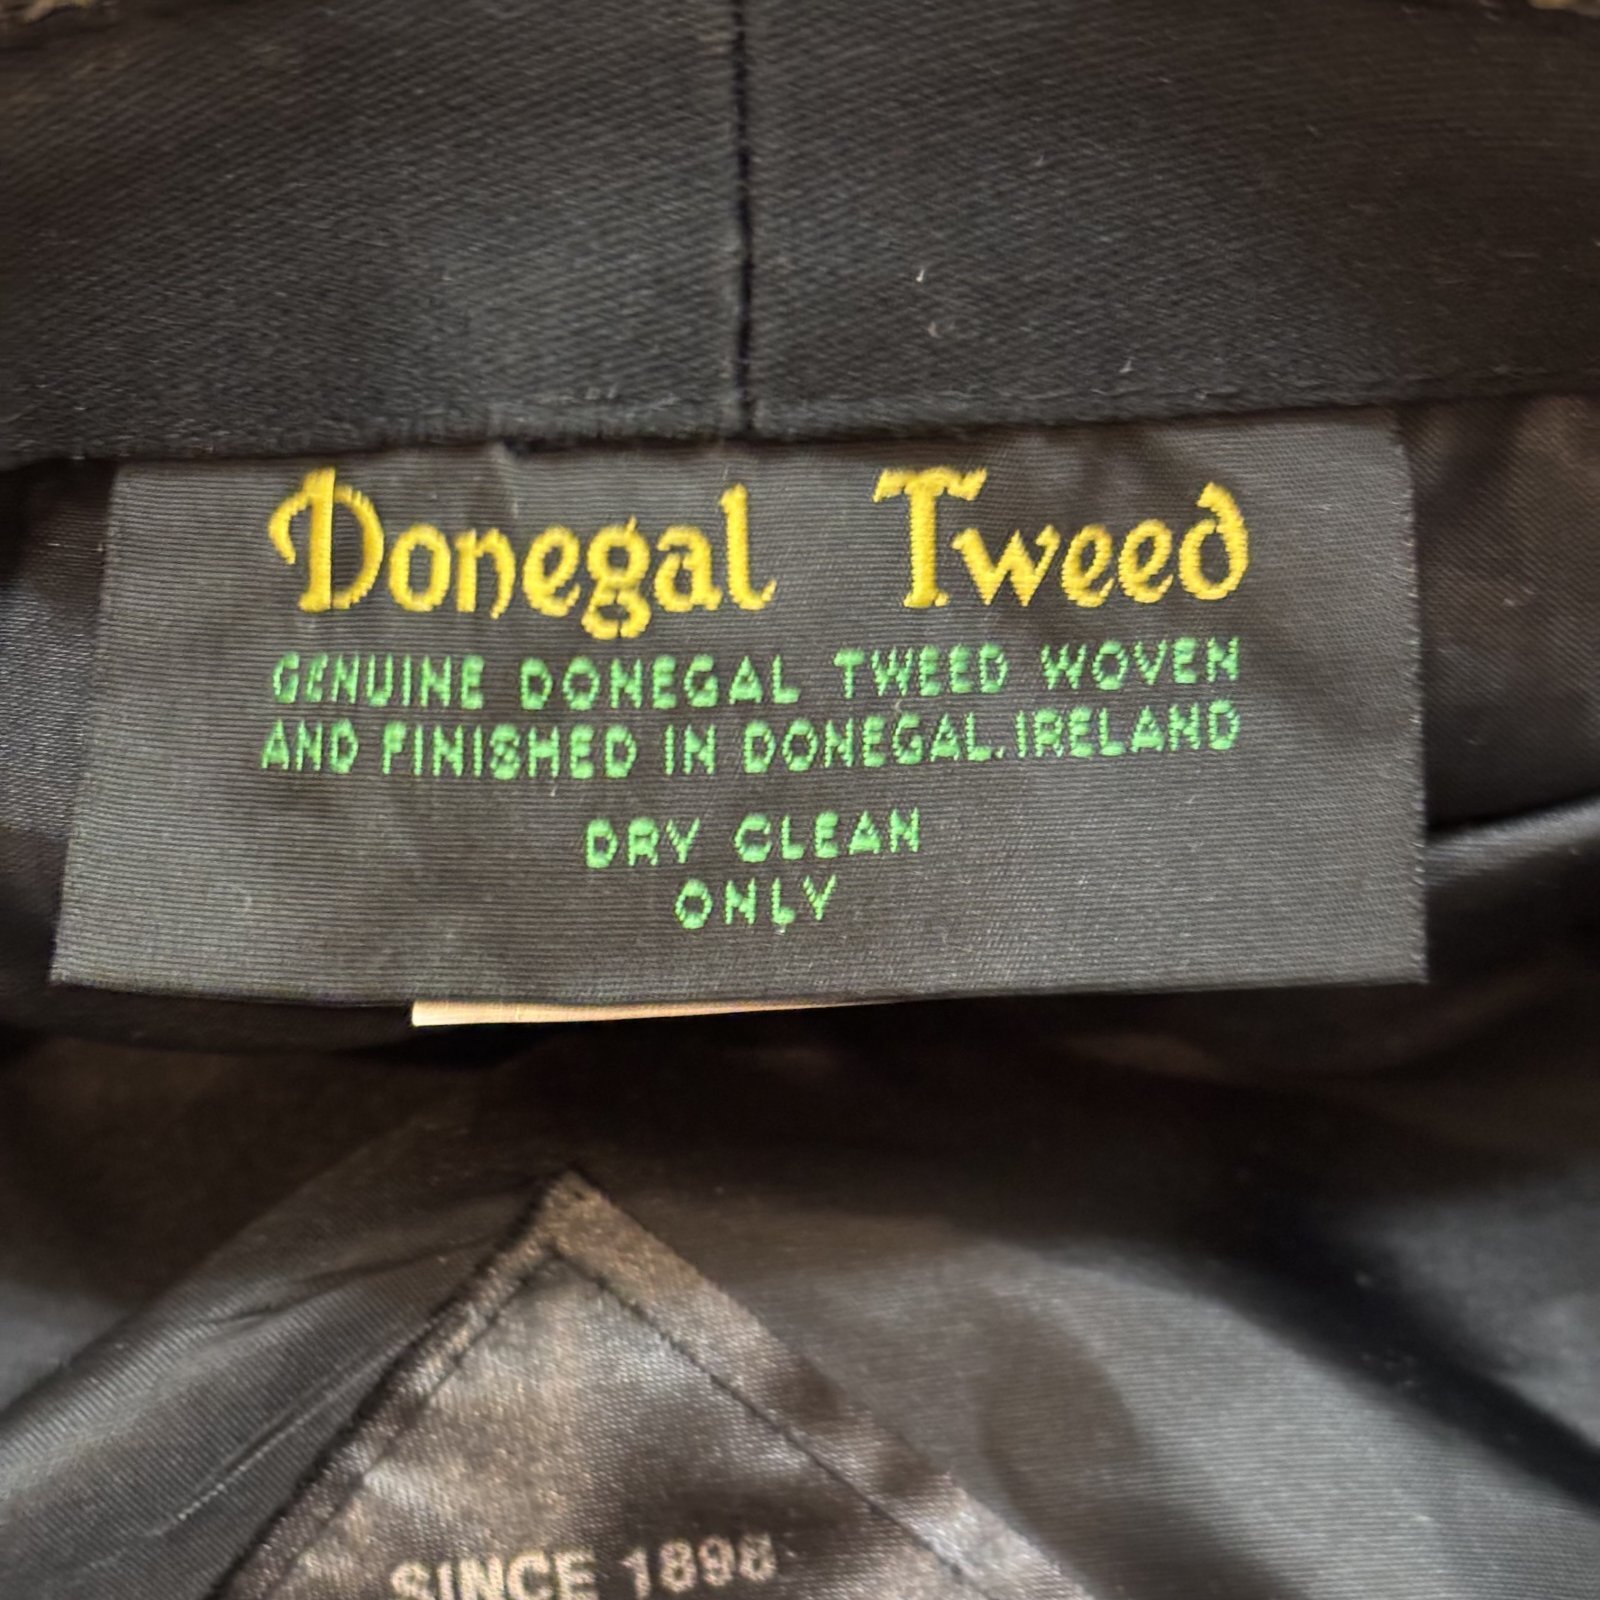 Donegal Tweed
GENUINE DONEGAL TWEED WOVEN
AND FINISHED IN DONEGAL. IRELAND
DRY CLEAN
ONLY
SINCE 1898